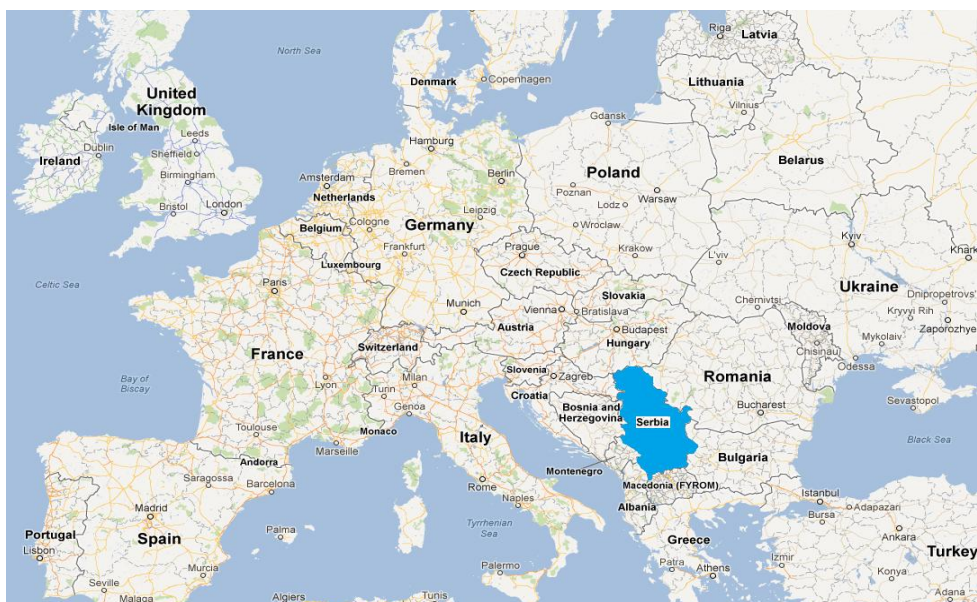 North Sea
Riga
Latvia
Denmark
Copenhagen
Lithuania
Vilnius
United
Kingdom
Isle of Man
Leeds
Gdansk
Ireland
Dublin
Sheffield
Hamburg
Belarus
Birmingham
Amsterdam
Bremen
Berlin
Poland
Poznan
Warsaw
Netherlands
Lodz
Bristol
London
Leipzig
Belgium
Cologne
Germany
Wroclaw
Frankfurt
Prague
Krakow
L'viv
Kyiv
Khark
Luxembourg
Czech Republic
Celtic Sea
Paris
Slovakia
Ukraine
Dnipropetrovs'
Munich
Vienna
Bratislava
Chernivtsi
Kryvyi Rih
Austria
Budapest
Moldova
Zaporozhye
Switzerland
Hungary
Chisinau
Mykolaiv
France
Odessa
Slovenia
Zagreb
Romania
Bay of
Biscay
Lyon
Milan
Turin
Croatia
Sevastopol
Genoa
Bosnia and
Herzegovina
Bucharest
Toulouse
Monaco
Italy
Serbia
Marseille
Black Sea
Andorra
Montenegro
Bulgaria
Saragossa
Barcelona
Rome
Macedonia (FYROM)
Istanbul
Madrid
Naples
Albania
Adapazari
Bursa
Portugal
Spain
Palma
Tyrrhenian
Sea
Greece
Ankara
Lisbon
Turkey
Izmir
Patra
Athens
Konya
Murcia
Palermo
Seville
Malaga
Algiers
Tunis
Adana